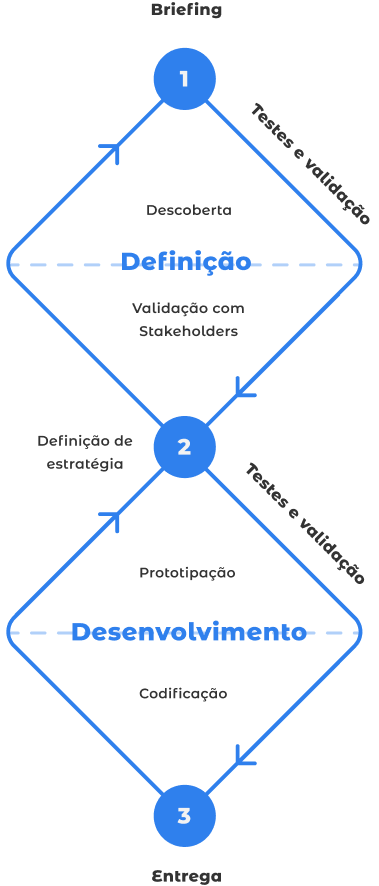 Briefing
1
Testes e validação
Descoberta
Definição
Validação com
Stakeholders
2
Definição de
estratégia
Testes e validação
Prototipação
Desenvolvimento
Codificação
3
Entrega